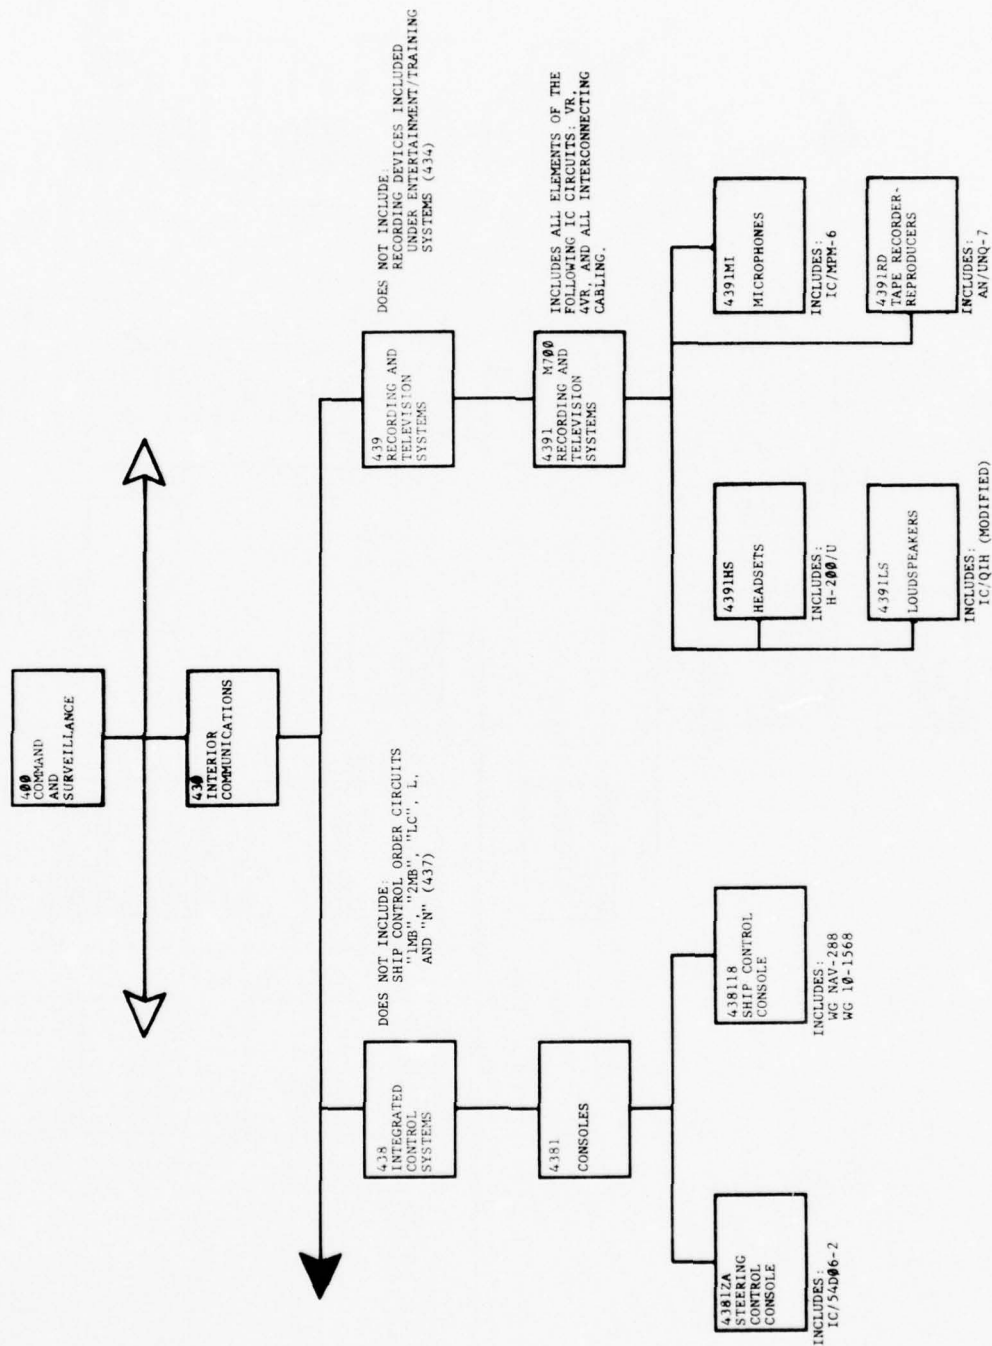 400
COMMAND
AND
SURVEILLANCE
430
INTERIOR
COMMUNICATIONS
438
INTEGRATED
CONTROL
SYSTEMS
DOES NOT INCLUDE:
SHIP CONTROL ORDER CIRCUITS
"1MB", "2MB", "LC", L,
AND "N" (437)
439
RECORDING AND
TELEVISION
SYSTEMS
DOES NOT INCLUDE:
RECORDING DEVICES INCLUDED
UNDER ENTERTAINMENT/TRAINING
SYSTEMS (434)
4381
CONSOLES
4391 M700
RECORDING AND
TELEVISION
SYSTEMS
INCLUDES ALL ELEMENTS OF THE
FOLLOWING IC CIRCUITS: VR,
4VR, AND ALL INTERCONNECTING
CABLING.
4381ZA
STEERING
CONTROL
CONSOLE
INCLUDES:
IC/54D06-2
438118
SHIP CONTROL
CONSOLE
INCLUDES:
WG NAV-288
WG 10-1568
4391HS
HEADSETS
INCLUDES:
H-200/U
4391MI
MICROPHONES
INCLUDES:
IC/MPM-6
4391LS
LOUDSPEAKERS
INCLUDES:
IC/QIH (MODIFIED)
4391RD
TAPE RECORDER-
REPRODUCERS
INCLUDES:
AN/UNQ-7